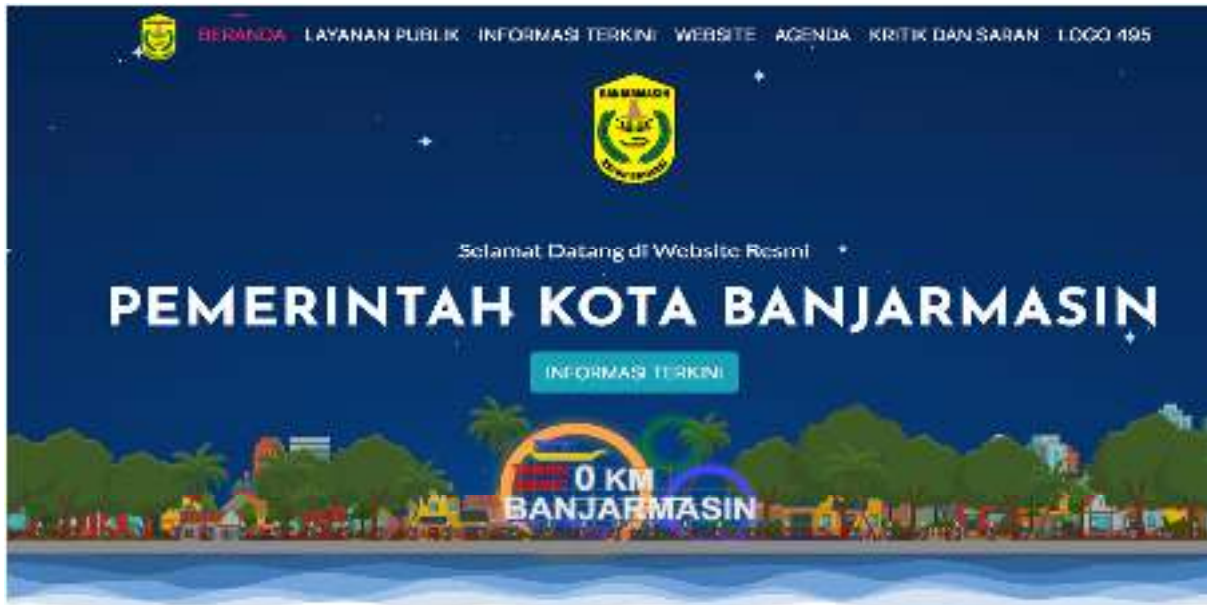 BERANDA LAYANAN PUBLIK INFORMASI TERKINI WEBSITE AGENDA KRITIK DAN SARAN LOGO 495
BANJARMASIN
Selamat Datang di Website Resmi
PEMERINTAH KOTA BANJARMASIN
INFORMASI TERKINI
0 KM
BANJARMASIN